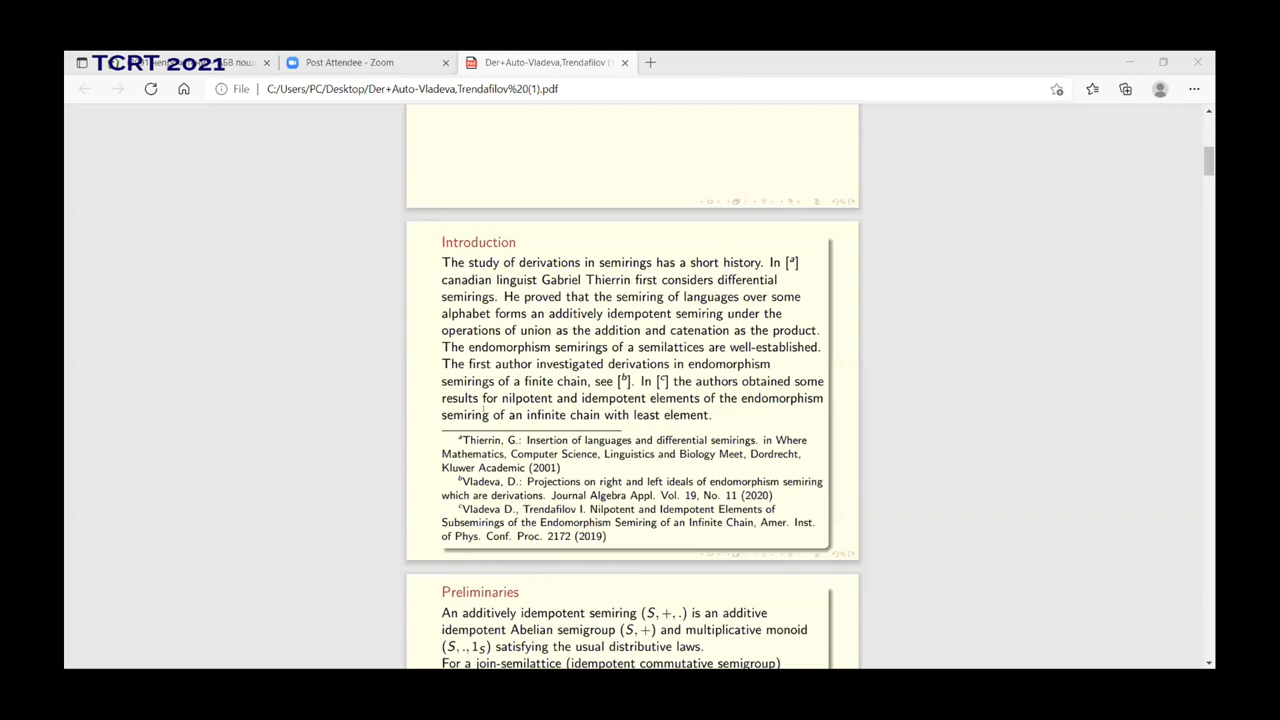 TCRT 2021
Post Attendee - Zoom
Der+Auto-Vladeva,Trendafilov (1
File
C:/Users/PC/Desktop/Der+Auto-Vladeva,Trendafilov%20(1).pdf
Introduction
The study of derivations in semirings has a short history. In [a]
canadian linguist Gabriel Thierrin first considers differential
semirings. He proved that the semiring of languages over some
alphabet forms an additively idempotent semiring under the
operations of union as the addition and catenation as the product.
The endomorphism semirings of a semilattices are well-established.
The first author investigated derivations in endomorphism
semirings of a finite chain, see [b]. In [c] the authors obtained some
results for nilpotent and idempotent elements of the endomorphism
semiring of an infinite chain with least element.
aThierrin, G.: Insertion of languages and differential semirings. in Where
Mathematics, Computer Science, Linguistics and Biology Meet, Dordrecht,
Kluwer Academic (2001)
bVladeva, D.: Projections on right and left ideals of endomorphism semiring
which are derivations. Journal Algebra Appl. Vol. 19, No. 11 (2020)
cVladeva D., Trendafilov I. Nilpotent and Idempotent Elements of
Subsemirings of the Endomorphism Semiring of an Infinite Chain, Amer. Inst.
of Phys. Conf. Proc. 2172 (2019)
Preliminaries
An additively idempotent semiring (S, +, .) is an additive
idempotent Abelian semigroup (S, +) and multiplicative monoid
(S, ., 1S) satisfying the usual distributive laws.
For a join-semilattice (idempotent commutative semigroup)